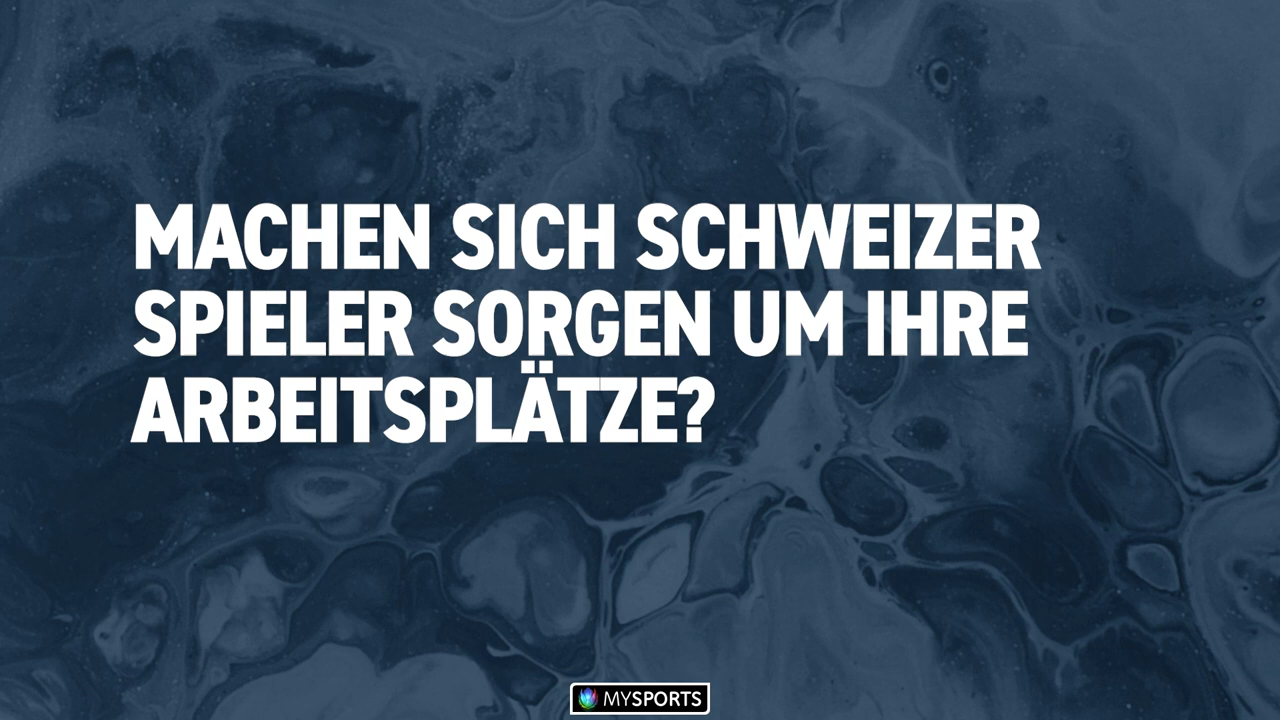 MACHEN SICH SCHWEIZER
SPIELER SORGEN UM IHRE
ARBEITSPLÄTZE?
MYSPORTS